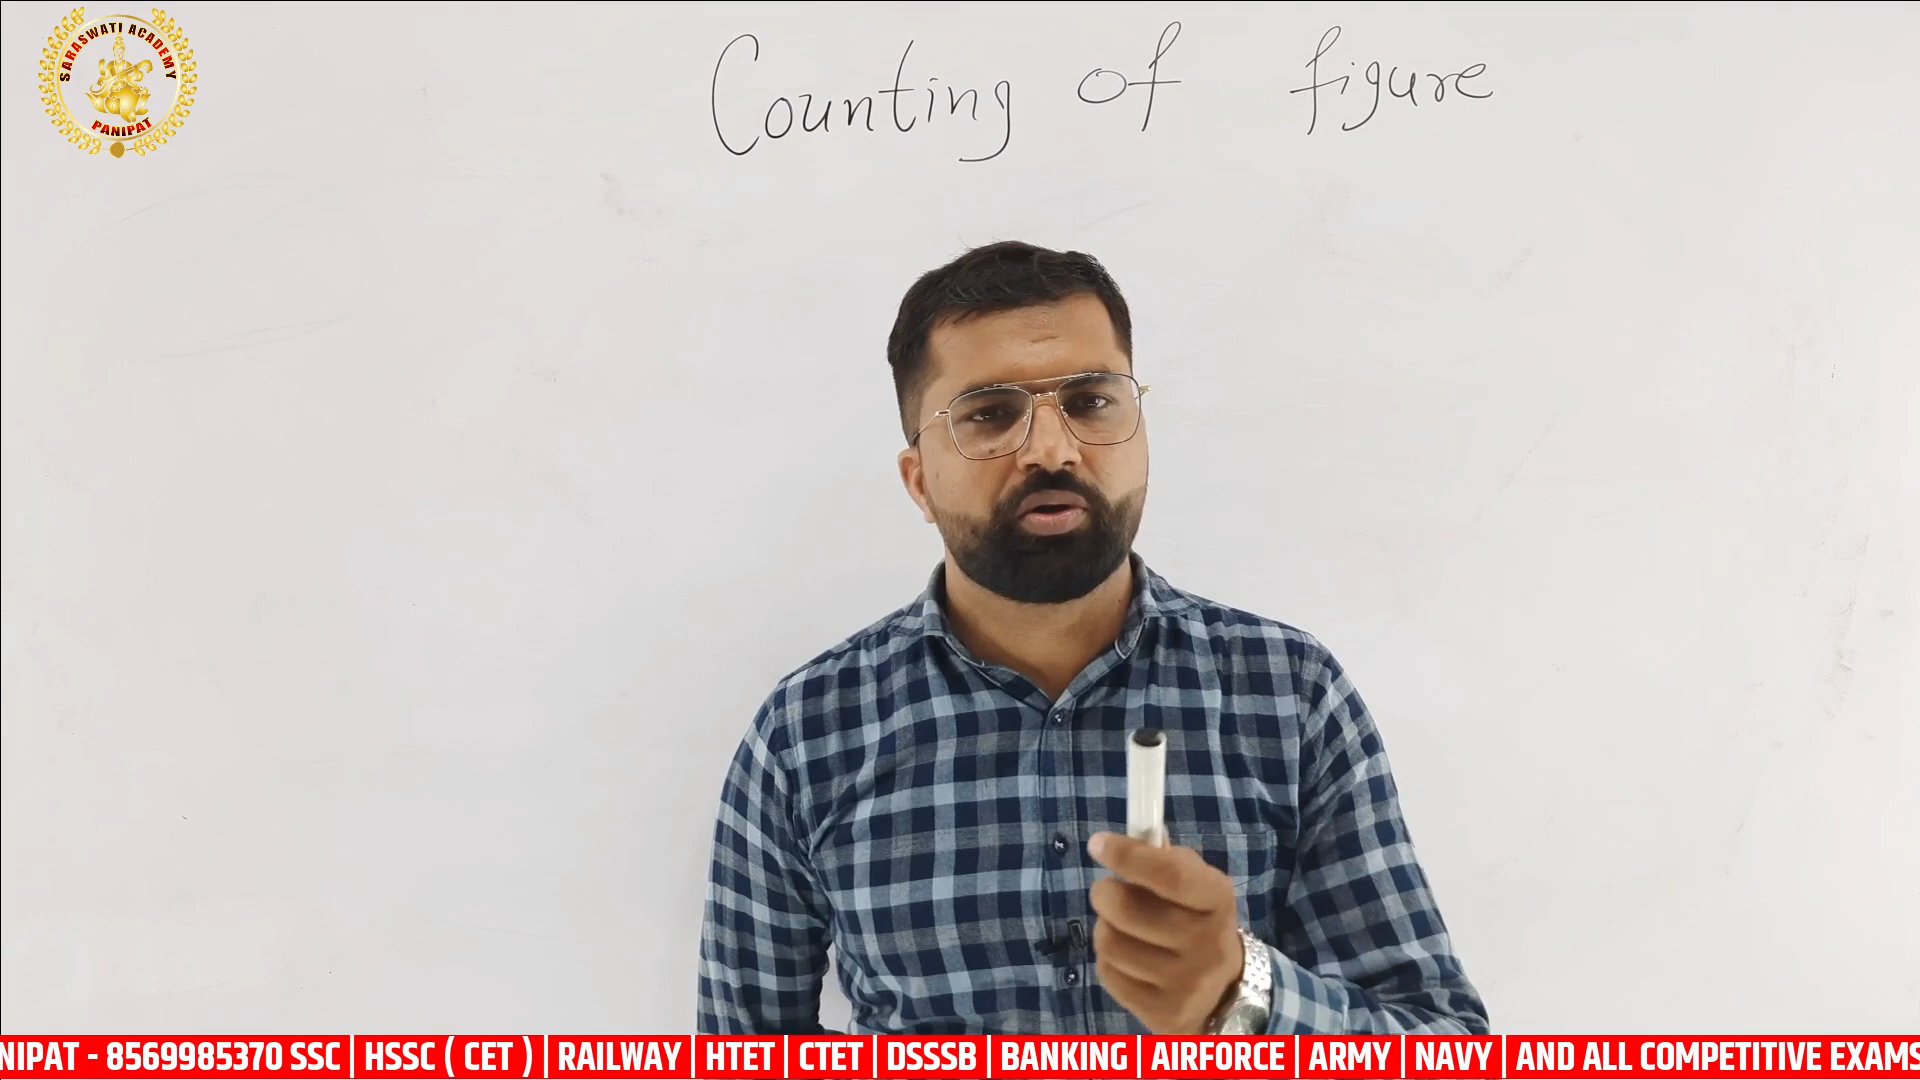 SARASWATI ACADEMY
PANIPAT
Counting of figure
NIPAT - 8569985370 SSC | HSSC ( CET ) | RAILWAY | HTET | CTET | DSSSB | BANKING | AIRFORCE | ARMY | NAVY | AND ALL COMPETITIVE EXAMS